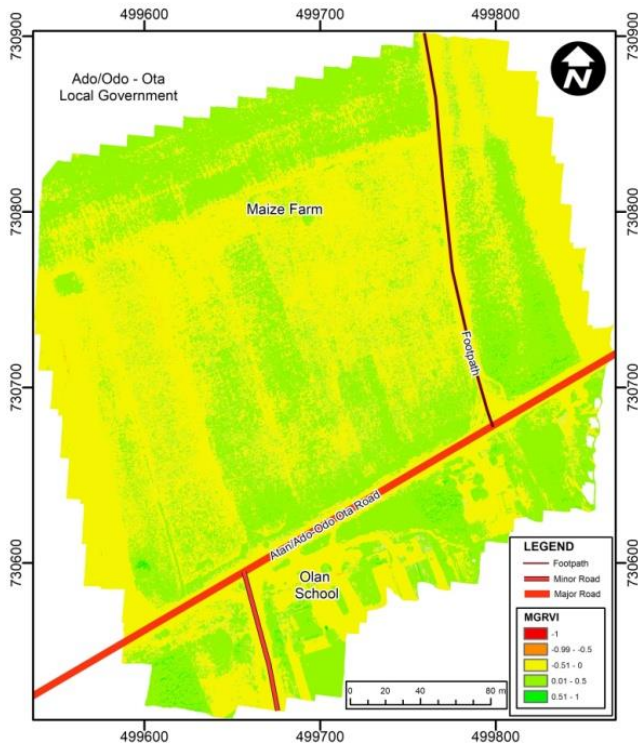 499600 499700 499800
730900
730800
730700
730600
Ado/Odo - Ota
Local Government
N
730900
730800
730700
730600
Maize Farm
Footpath
Atan/Ado-Odo Ota Road
Olan
School
LEGEND
Footpath
Minor Road
Major Road
MGRVI
-1
-0.99 - -0.5
-0.51 - 0
0.01 - 0.5
0.51 - 1
0 20 40 80 m
499600 499700 499800